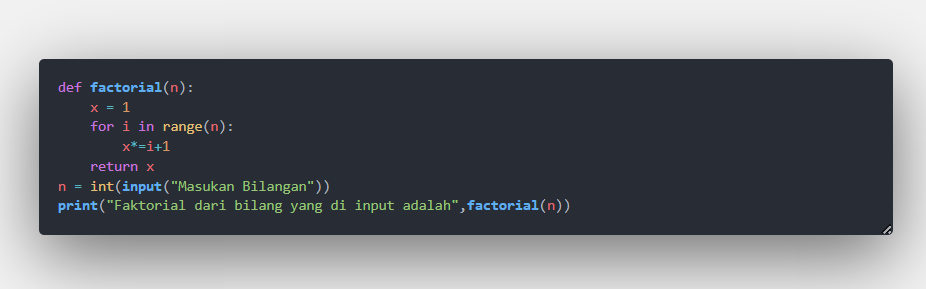 def factorial(n):
    x = 1
    for i in range(n):
        x*=i+1
    return x
n = int(input("Masukan Bilangan"))
print("Faktorial dari bilang yang di input adalah",factorial(n))